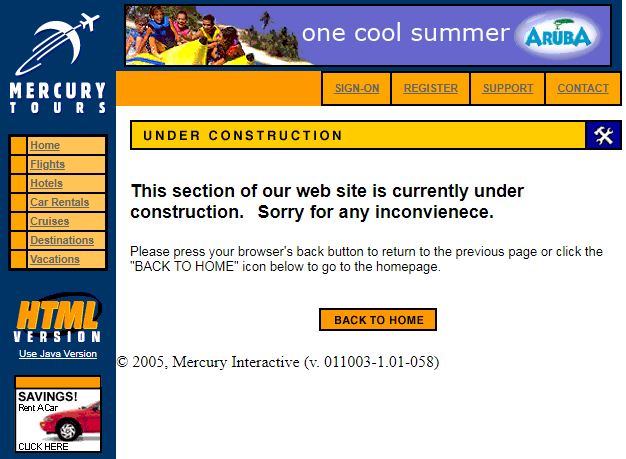 MERCURY
TOURS
one cool summer
ARUBA
SIGN-ON
REGISTER
SUPPORT
CONTACT
Home
Flights
Hotels
Car Rentals
Cruises
Destinations
Vacations
HTML
VERSION
Use Java Version
SAVINGS!
Rent A Car
CLICK HERE
UNDER CONSTRUCTION
This section of our web site is currently under
construction. Sorry for any inconvienece.
Please press your browser's back button to return to the previous page or click the
"BACK TO HOME" icon below to go to the homepage.
BACK TO HOME
© 2005, Mercury Interactive (v. 011003-1.01-058)